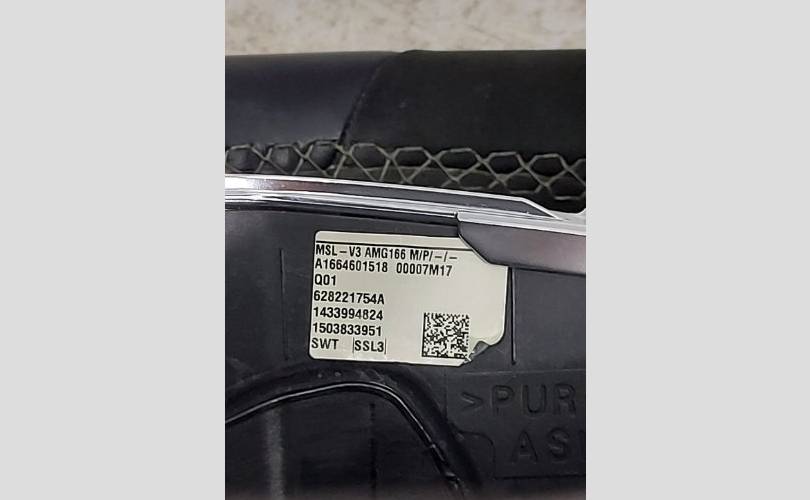 MSL-V3 AMG166 M/P/-/-
A1664601518 00007M17
Q01
628221754A
1433994824
1503833951
SWT |SSL3|
>PUR
AS